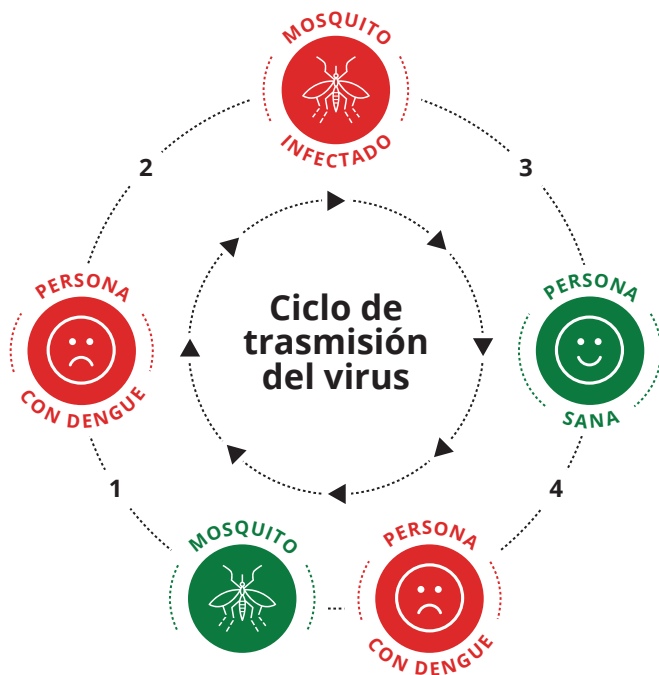 MOSQUITO
INFECTADO
2
3
PERSONA
CON DENGUE
Ciclo de
trasmisión
del virus
PERSONA
SANA
1
4
MOSQUITO
PERSONA
CON DENGUE